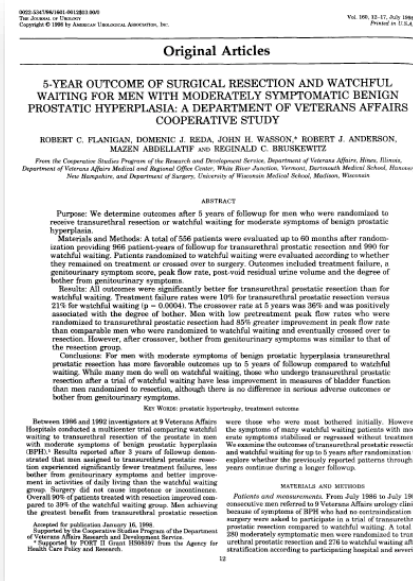 0022-5347/98/1601-0012$03.00/0
THE JOURNAL OF UROLOGY
Copyright © 1998 by AMERICAN UROLOGICAL ASSOCIATION, INC.
Vol. 160, 12-17, July 1998
Printed in U.S.A.
Original Articles
5-YEAR OUTCOME OF SURGICAL RESECTION AND WATCHFUL
WAITING FOR MEN WITH MODERATELY SYMPTOMATIC BENIGN
PROSTATIC HYPERPLASIA: A DEPARTMENT OF VETERANS AFFAIRS
COOPERATIVE STUDY
ROBERT C. FLANIGAN, DOMENIC J. REDA, JOHN H. WASSON,* ROBERT J. ANDERSON,
MAZEN ABDELLATIF AND REGINALD C. BRUSKEWITZ
From the Cooperative Studies Program of the Research and Development Service, Department of Veterans Affairs, Hines, Illinois,
Department of Veterans Affairs Medical and Regional Office Center, White River Junction, Vermont, Dartmouth Medical School, Hanover,
New Hampshire, and Department of Surgery, University of Wisconsin Medical School, Madison, Wisconsin
ABSTRACT
Purpose: We determine outcomes after 5 years of followup for men who were randomized to
receive transurethral resection or watchful waiting for moderate symptoms of benign prostatic
hyperplasia.
Materials and Methods: A total of 556 patients were evaluated up to 60 months after random-
ization providing 966 patient-years of followup for transurethral prostatic resection and 990 for
watchful waiting. Patients randomized to watchful waiting were evaluated according to whether
they remained on treatment or crossed over to surgery. Outcomes included treatment failure, a
genitourinary symptom score, peak flow rate, post-void residual urine volume and the degree of
bother from genitourinary symptoms.
Results: All outcomes were significantly better for transurethral prostatic resection than for
watchful waiting. Treatment failure rates were 10% for transurethral prostatic resection versus
21% for watchful waiting (p = 0.0004). The crossover rate at 5 years was 36% and was positively
associated with the degree of bother. Men with low pretreatment peak flow rates who were
randomized to transurethral prostatic resection had 85% greater improvement in peak flow rate
than comparable men who were randomized to watchful waiting and eventually crossed over to
resection. However, after crossover, bother from genitourinary symptoms was similar to that of
the resection group.
Conclusions: For men with moderate symptoms of benign prostatic hyperplasia transurethral
prostatic resection has more favorable outcomes up to 5 years of followup compared to watchful
waiting. While many men do well on watchful waiting, those who undergo transurethral prostatic
resection after a trial of watchful waiting have less improvement in measures of bladder function
than men randomized to resection, although there is no difference in serious adverse outcomes or
bother from genitourinary symptoms.
KEY WORDS: prostatic hypertrophy, treatment outcome
Between 1986 and 1992 investigators at 9 Veterans Affairs
Hospitals conducted a multicenter trial comparing watchful
waiting to transurethral resection of the prostate in men
with moderate symptoms of benign prostatic hyperplasia
(BPH). Results reported after 3 years of followup demon-
strated that men assigned to transurethral prostatic resec-
tion experienced significantly fewer treatment failures, less
bother from genitourinary symptoms and better improve-
ment in activities of daily living than the watchful waiting
group. Surgery did not cause impotence or incontinence.
Overall 90% of patients treated with resection improved com-
pared to 39% of the watchful waiting group. Men achieving
the greatest benefit from transurethral prostatic resection
Accepted for publication January 16, 1998.
Supported by the Cooperative Studies Program of the Department
of Veterans Affairs Research and Development Service.
* Supported by PORT II Grant HS08397 from the Agency for
Health Care Policy and Research.
were those who were most bothered initially. However
the symptoms of many watchful waiting patients with mod
erate symptoms stabilized or regressed without treatment
We examine the outcomes of transurethral prostatic resectio
and watchful waiting for up to 5 years after randomization
explore whether the previously reported patterns through
years continue during a longer followup.
MATERIALS AND METHODS
Patients and measurements. From July 1986 to July 19
consecutive men referred to 9 Veterans Affairs urology clini
because of symptoms of BPH who had no contraindication
surgery were asked to participate in a trial of transurethr
prostatic resection compared to watchful waiting. A total
280 moderately symptomatic men were randomized to tran
urethral prostatic resection and 276 to watchful waiting aft
stratification according to participating hospital and severi
12